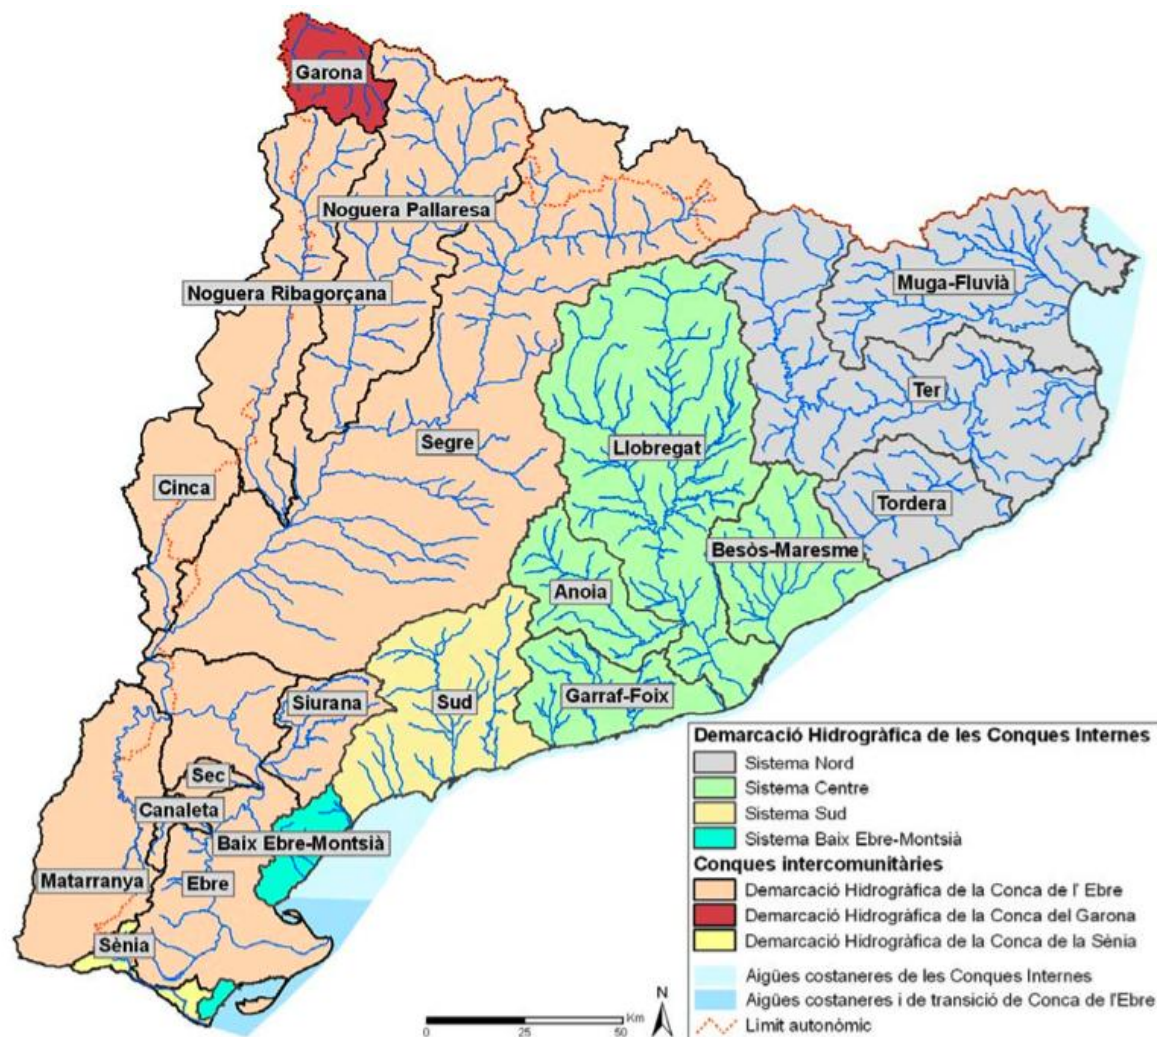 Garona
Noguera Pallaresa
Noguera Ribagorçana
Muga-Fluvià
Ter
Segre
Llobregat
Cinca
Tordera
Besòs-Maresme
Anoia
Siurana
Sud
Garraf-Foix
Sec
Canaleta
Baix Ebre-Montsià
Matarranya
Ebre
Sènia
Demarcació Hidrogràfica de les Conques Internes
Sistema Nord
Sistema Centre
Sistema Sud
Sistema Baix Ebre-Montsià
Conques intercomunitàries
Demarcació Hidrogràfica de la Conca de l' Ebre
Demarcació Hidrogràfica de la Conca del Garona
Demarcació Hidrogràfica de la Conca de la Sènia
Aigües costaneres de les Conques Internes
Aigües costaneres i de transició de Conca de l'Ebre
Límit autonòmic
N
Km
0 25 50